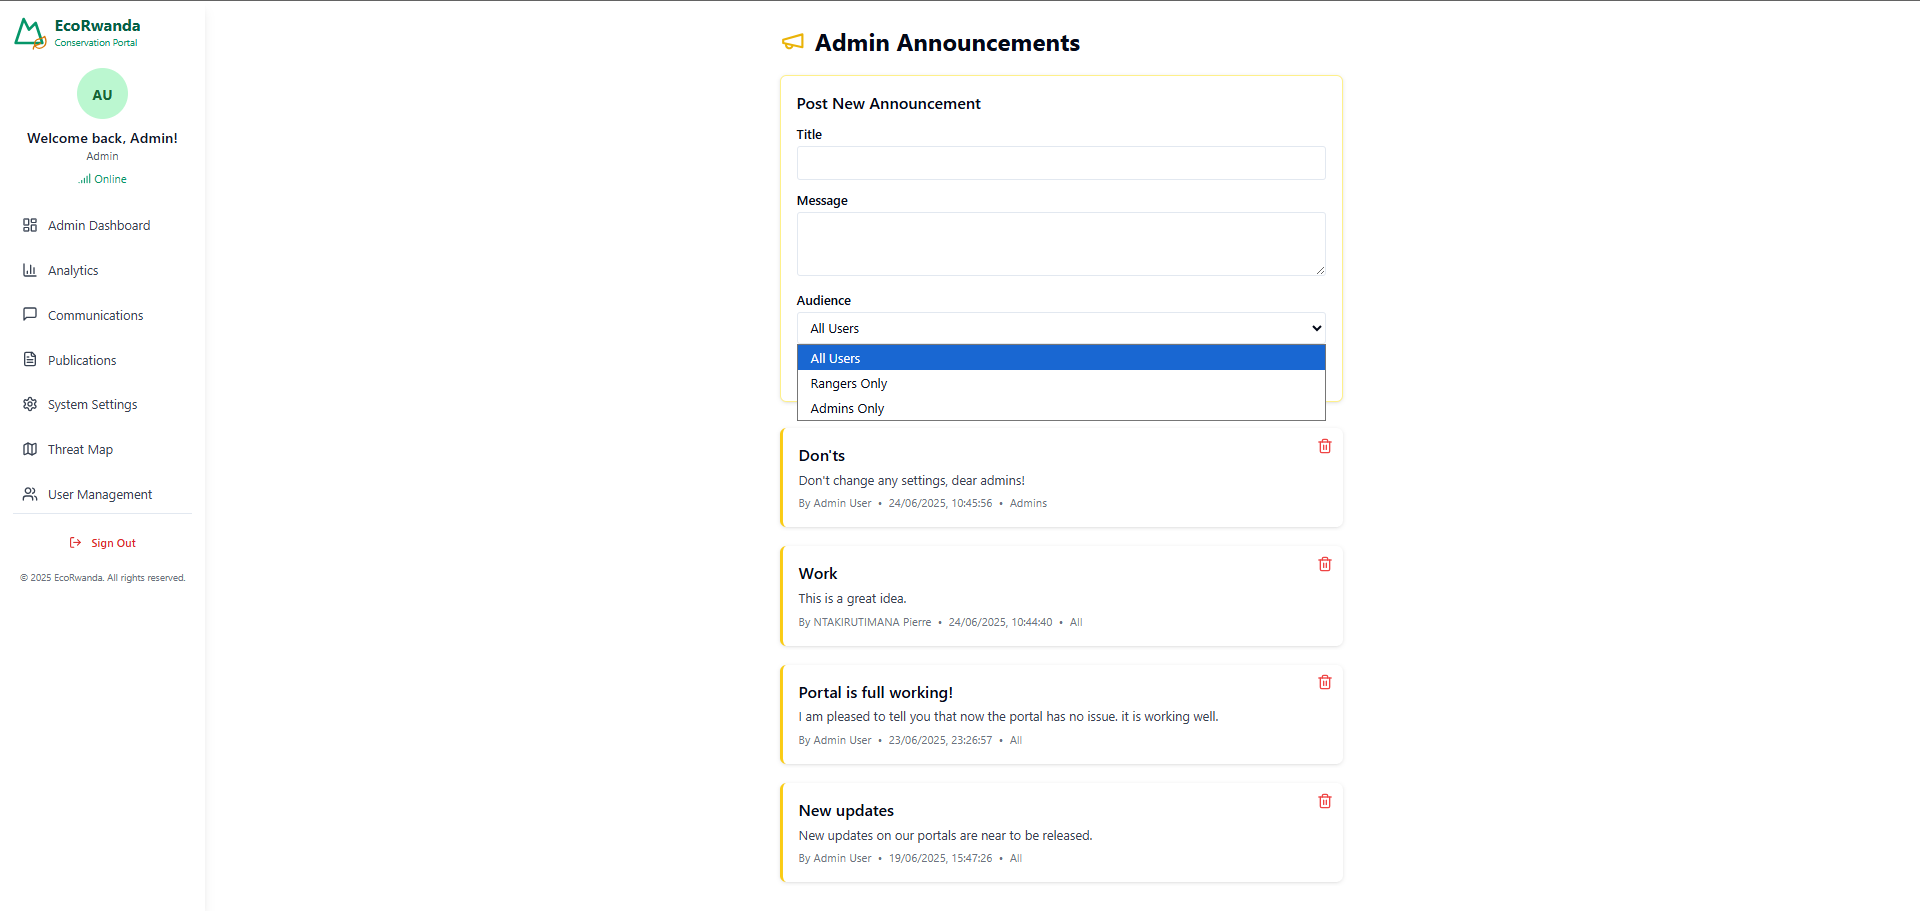 EcoRwanda
Conservation Portal
AU
Welcome back, Admin!
Admin
Online
Admin Dashboard
Analytics
Communications
Publications
System Settings
Threat Map
User Management
Sign Out
© 2025 EcoRwanda. All rights reserved.
Admin Announcements
Post New Announcement
Title
Message
Audience
All Users
All Users
Rangers Only
Admins Only
Don'ts
Don't change any settings, dear admins!
By Admin User • 24/06/2025, 10:45:56 • Admins
Work
This is a great idea.
By NTAKIRUTIMANA Pierre • 24/06/2025, 10:44:40 • All
Portal is full working!
I am pleased to tell you that now the portal has no issue. it is working well.
By Admin User • 23/06/2025, 23:26:57 • All
New updates
New updates on our portals are near to be released.
By Admin User • 19/06/2025, 15:47:26 • All